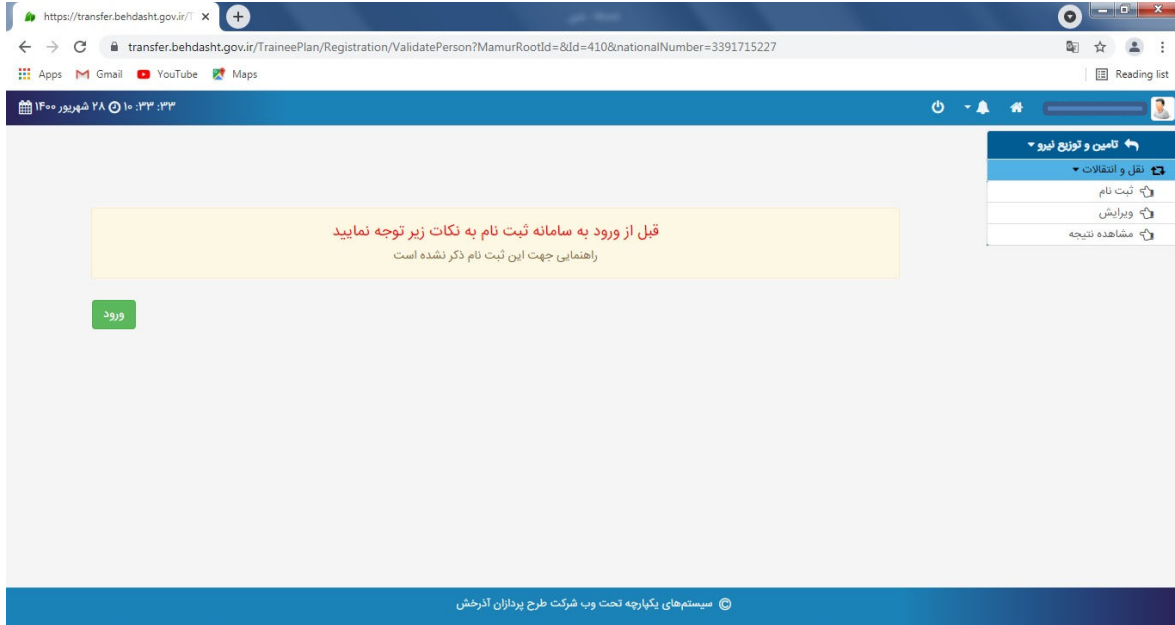 https://transfer.behdasht.gov.ir/T
transfer.behdasht.gov.ir/TraineePlan/Registration/ValidatePerson?MamurRootId=&Id=410&nationalNumber=3391715227
Apps Gmail YouTube Maps Reading list
۱۰ :۳۳: ۳۳ ۲۸ شهریور ۱۴۰۰
تامین و توزیع نیرو
نقل و انتقالات
ثبت نام
ویرایش
مشاهده نتیجه
قبل از ورود به سامانه ثبت نام به نکات زیر توجه نمایید
راهنمایی جهت این ثبت نام ذکر نشده است
ورود
© سیستم‌های یکپارچه تحت وب شرکت طرح پردازان آذرخش